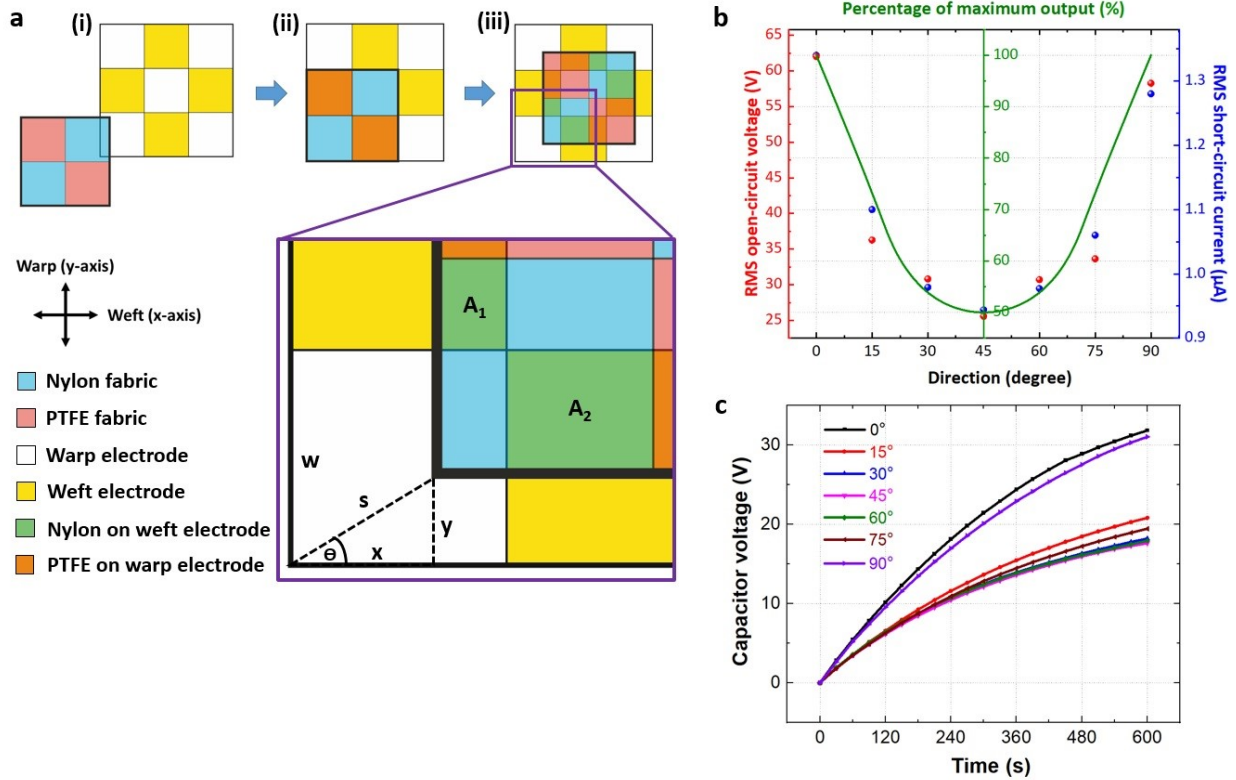 a
(i)
(ii)
(iii)
Warp (y-axis)
Weft (x-axis)
Nylon fabric
PTFE fabric
Warp electrode
Weft electrode
Nylon on weft electrode
PTFE on warp electrode
A1
A2
w
s
y
ɵ
x
b
Percentage of maximum output (%)
RMS open-circuit voltage (V)
65
60
55
50
45
40
35
30
25
100
90
80
70
60
50
1.3
1.2
1.1
1.0
0.9
RMS short-circuit current (µA)
0 15 30 45 60 75 90
Direction (degree)
c
Capacitor voltage (V)
30
20
10
0
0°
15°
30°
45°
60°
75°
90°
0 120 240 360 480 600
Time (s)